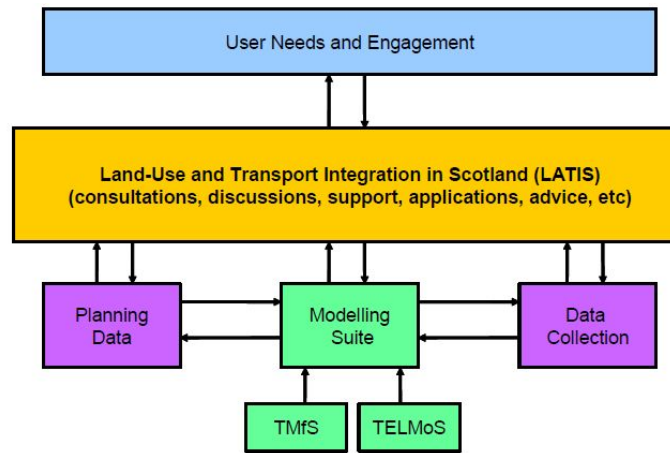 User Needs and Engagement
Land-Use and Transport Integration in Scotland (LATIS)
(consultations, discussions, support, applications, advice, etc)
Planning
Data
Modelling
Suite
Data
Collection
TMfS
TELMoS